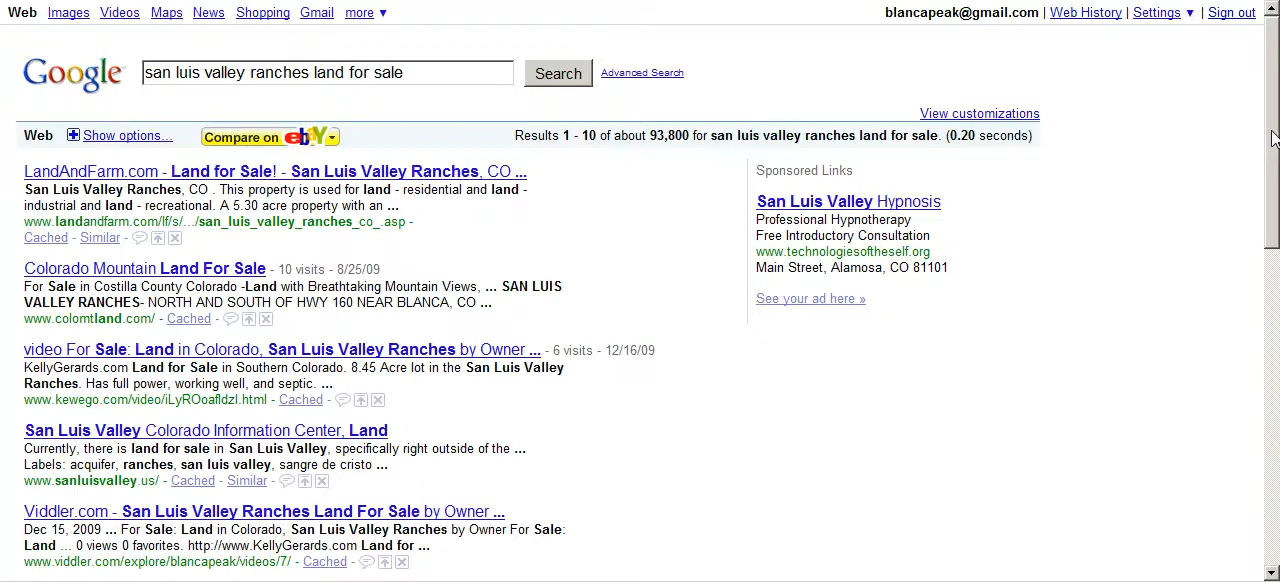 Web Images Videos Maps News Shopping Gmail more ▼
blancapeak@gmail.com | Web History | Settings ▼ | Sign out
Google
san luis valley ranches land for sale
Search
Advanced Search
View customizations
Web Show options...
Compare on ebY
Results 1 - 10 of about 93,800 for san luis valley ranches land for sale. (0.20 seconds)
LandAndFarm.com - Land for Sale! - San Luis Valley Ranches, CO ...
San Luis Valley Ranches, CO . This property is used for land - residential and land -
industrial and land - recreational. A 5.30 acre property with an ...
www.landandfarm.com/lf/s/.../san_luis_valley_ranches_co_.asp -
Cached - Similar -
Colorado Mountain Land For Sale - 10 visits - 8/25/09
For Sale in Costilla County Colorado -Land with Breathtaking Mountain Views, ... SAN LUIS
VALLEY RANCHES- NORTH AND SOUTH OF HWY 160 NEAR BLANCA, CO ...
www.colomtland.com/ - Cached -
video For Sale: Land in Colorado, San Luis Valley Ranches by Owner ... - 6 visits - 12/16/09
KellyGerards.com Land for Sale in Southern Colorado. 8.45 Acre lot in the San Luis Valley
Ranches. Has full power, working well, and septic. ...
www.kewego.com/video/iLyROoafIdzI.html - Cached -
San Luis Valley Colorado Information Center, Land
Currently, there is land for sale in San Luis Valley, specifically right outside of the ...
Labels: acquifer, ranches, san luis valley, sangre de cristo ...
www.sanluisvalley.us/ - Cached - Similar -
Viddler.com - San Luis Valley Ranches Land For Sale by Owner ...
Dec 15, 2009 ... For Sale: Land in Colorado, San Luis Valley Ranches by Owner For Sale:
Land ... 0 views 0 favorites. http://www.KellyGerards.com Land for ...
www.viddler.com/explore/blancapeak/videos/7/ - Cached -
Sponsored Links
San Luis Valley Hypnosis
Professional Hypnotherapy
Free Introductory Consultation
www.technologiesoftheself.org
Main Street, Alamosa, CO 81101
See your ad here »